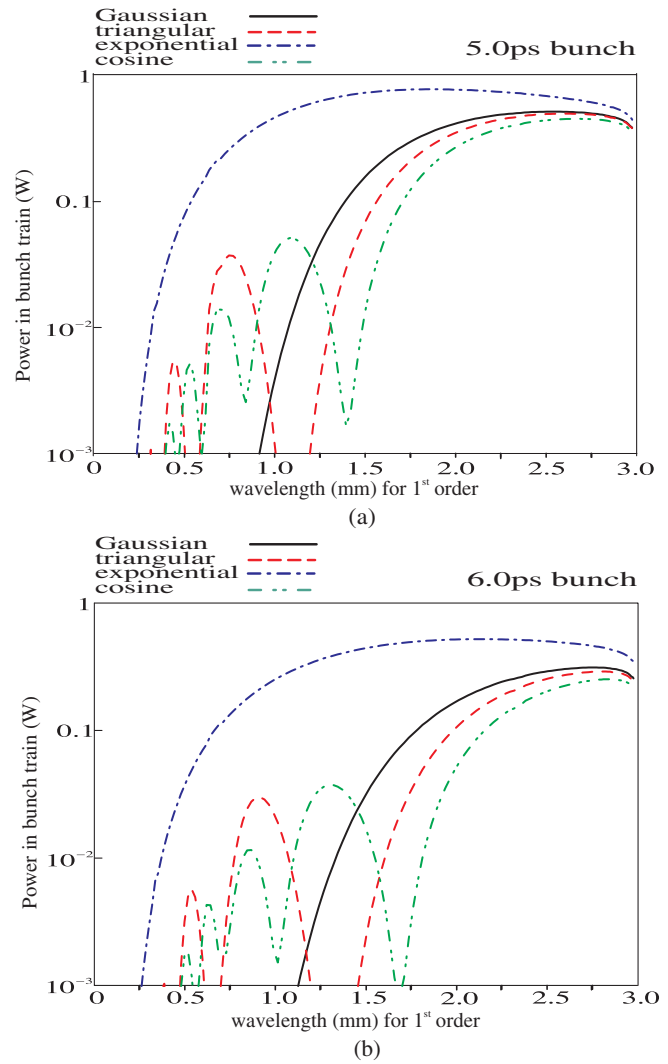 Gaussian
triangular
exponential
cosine
5.0ps bunch
1
0.1
10⁻²
10⁻³
Power in bunch train (W)
0 0.5 1.0 1.5 2.0 2.5 3.0
wavelength (mm) for 1st order
(a)
Gaussian
triangular
exponential
cosine
6.0ps bunch
1
0.1
10⁻²
10⁻³
Power in bunch train (W)
0 0.5 1.0 1.5 2.0 2.5 3.0
wavelength (mm) for 1st order
(b)